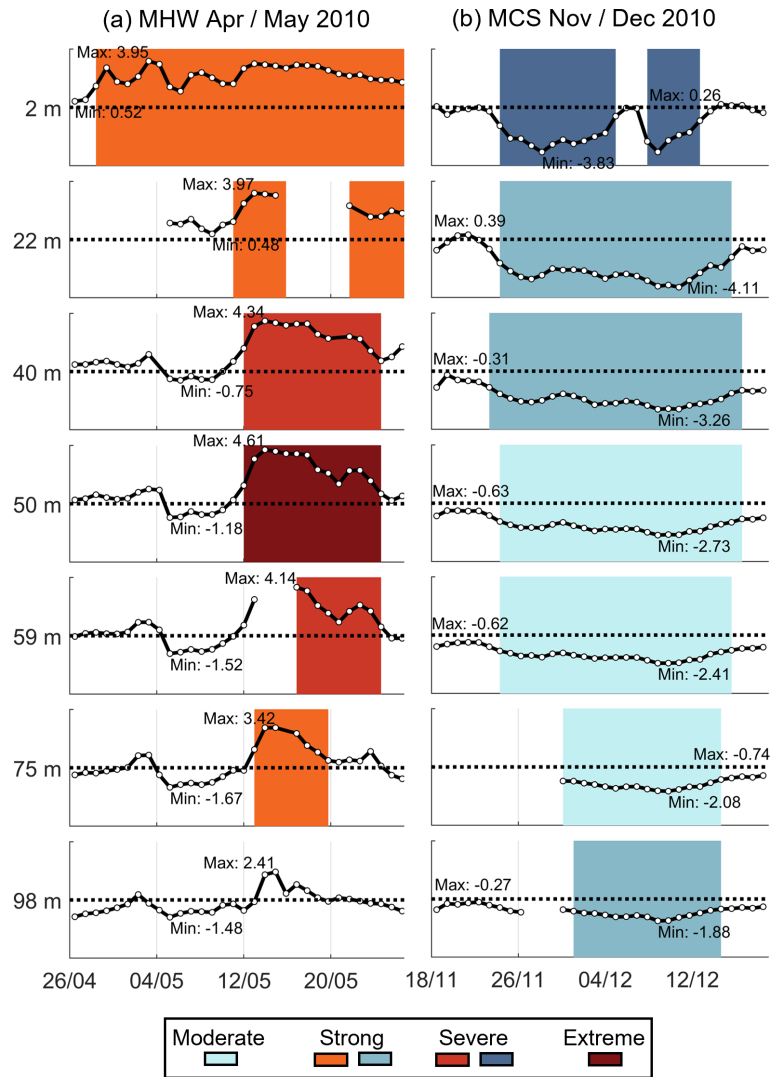 (a) MHW Apr / May 2010
(b) MCS Nov / Dec 2010
2 m
Max: 3.95
Min: 0.52
Max: 0.26
Min: -3.83
22 m
Max: 3.97
Min: 0.48
Max: 0.39
Min: -4.11
40 m
Max: 4.34
Min: -0.75
Max: -0.31
Min: -3.26
50 m
Max: 4.61
Min: -1.18
Max: -0.63
Min: -2.73
59 m
Max: 4.14
Min: -1.52
Max: -0.62
Min: -2.41
75 m
Max: 3.42
Min: -1.67
Max: -0.74
Min: -2.08
98 m
Max: 2.41
Min: -1.48
Max: -0.27
Min: -1.88
26/04 04/05 12/05 20/05
18/11 26/11 04/12 12/12
Moderate Strong Severe Extreme